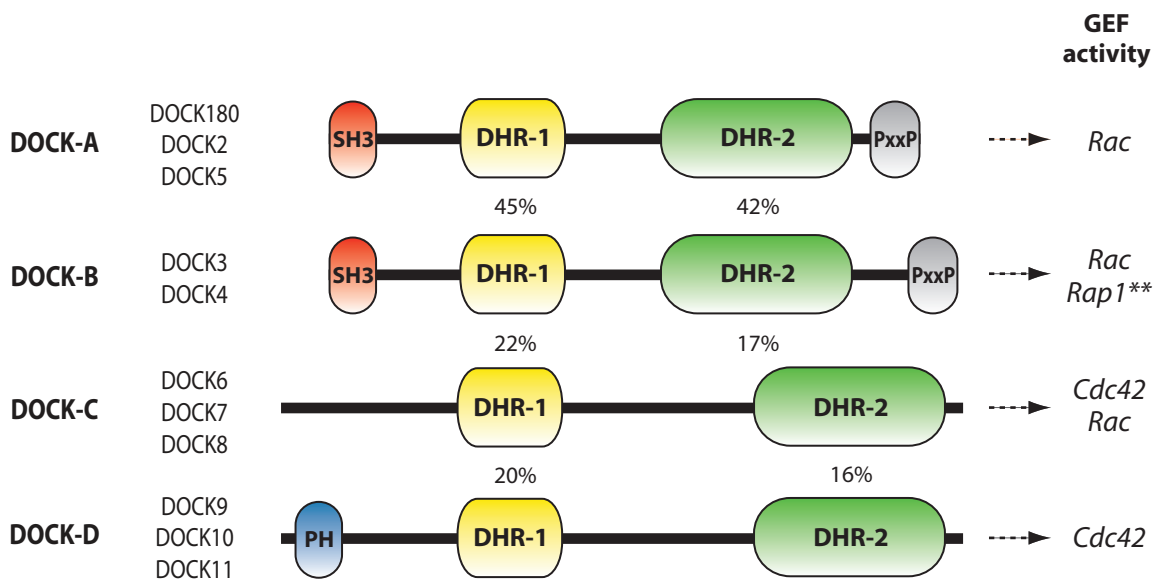 GEF
activity
DOCK-A
DOCK180
DOCK2
DOCK5
SH3
DHR-1
DHR-2
PxxP
Rac
45%
42%
DOCK-B
DOCK3
DOCK4
SH3
DHR-1
DHR-2
PxxP
Rac
Rap1**
22%
17%
DOCK-C
DOCK6
DOCK7
DOCK8
DHR-1
DHR-2
Cdc42
Rac
20%
16%
DOCK-D
DOCK9
DOCK10
DOCK11
PH
DHR-1
DHR-2
Cdc42